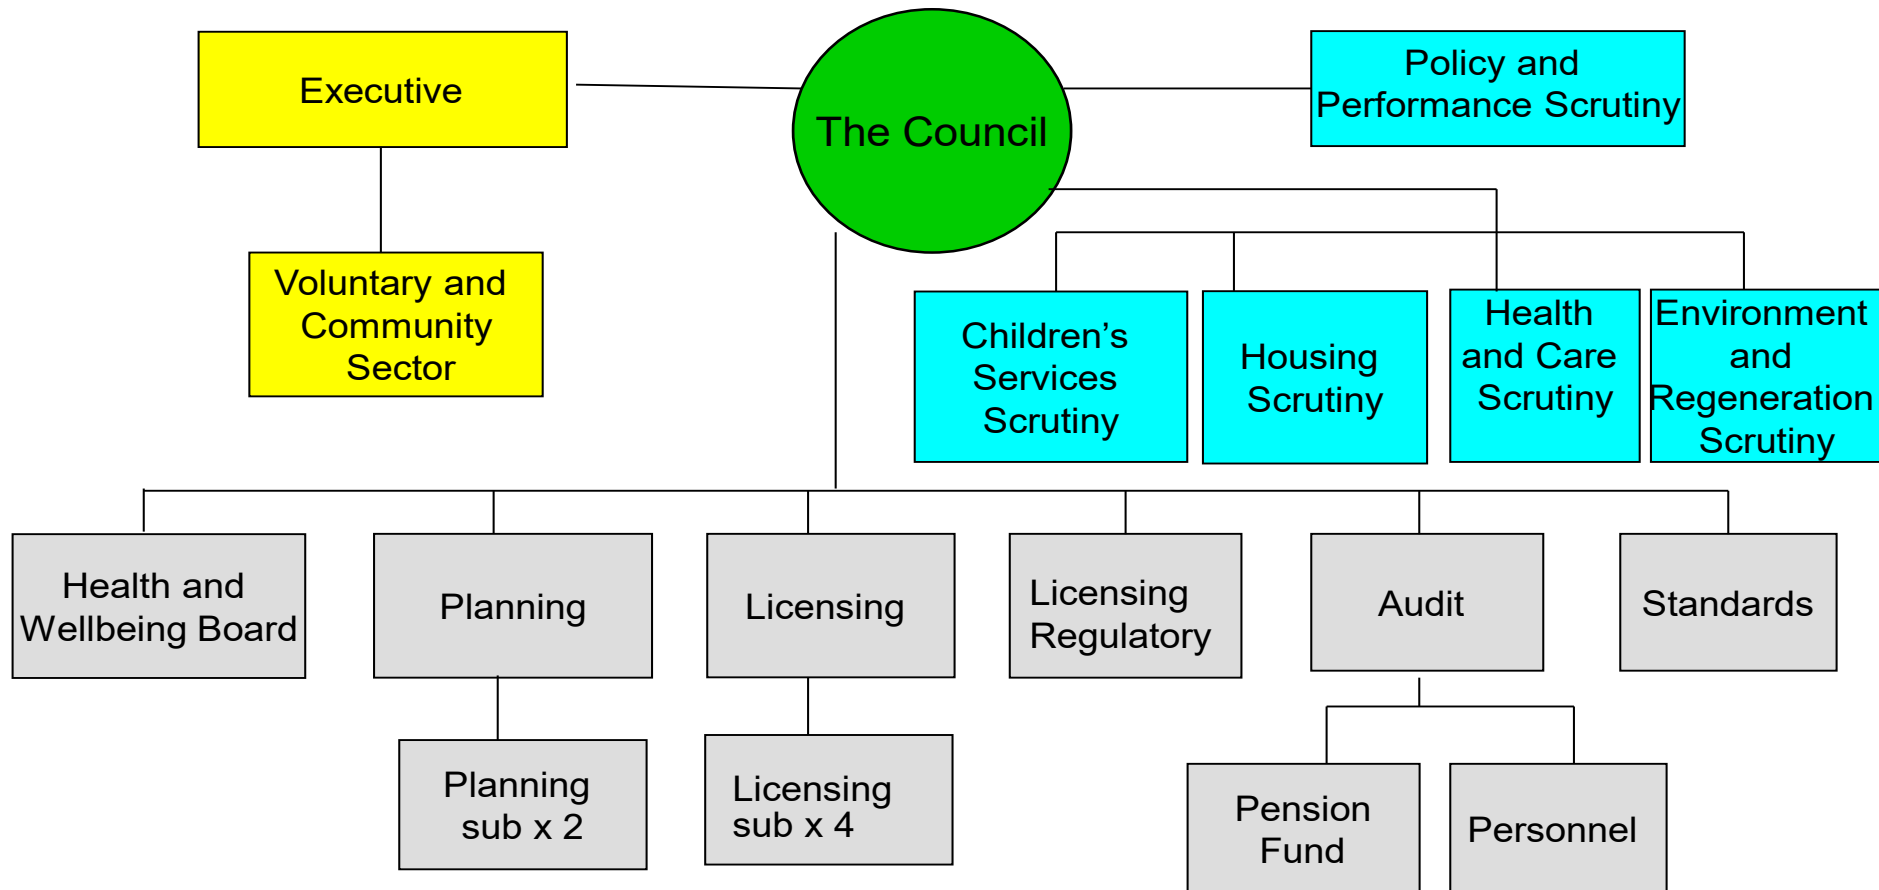 Executive
The Council
Policy and
Performance Scrutiny
Voluntary and
Community
Sector
Children’s
Services
Scrutiny
Housing
Scrutiny
Health
and Care
Scrutiny
Environment
and
Regeneration
Scrutiny
Health and
Wellbeing Board
Planning
Licensing
Licensing
Regulatory
Audit
Standards
Planning
sub x 2
Licensing
sub x 4
Pension
Fund
Personnel